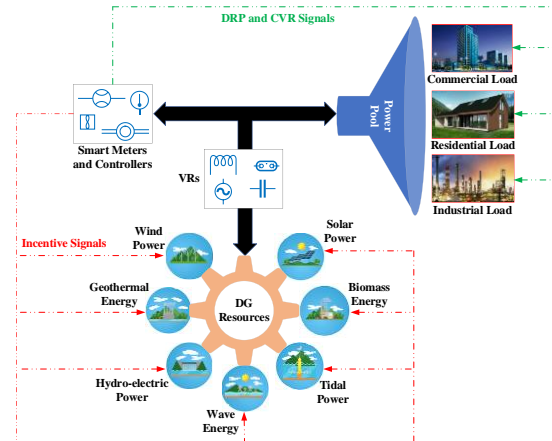 DRP and CVR Signals
Commercial Load
Power
Pool
Smart Meters
and Controllers
Residential Load
VRs
Industrial Load
Incentive Signals
Wind
Power
Solar
Power
Geothermal
Energy
DG
Resources
Biomass
Energy
Hydro-electric
Power
Tidal
Power
Wave
Energy